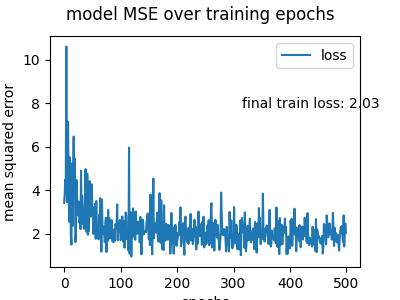 model MSE over training epochs
loss
final train loss: 2.03
mean squared error
10
8
6
4
2
0 100 200 300 400 500
epochs